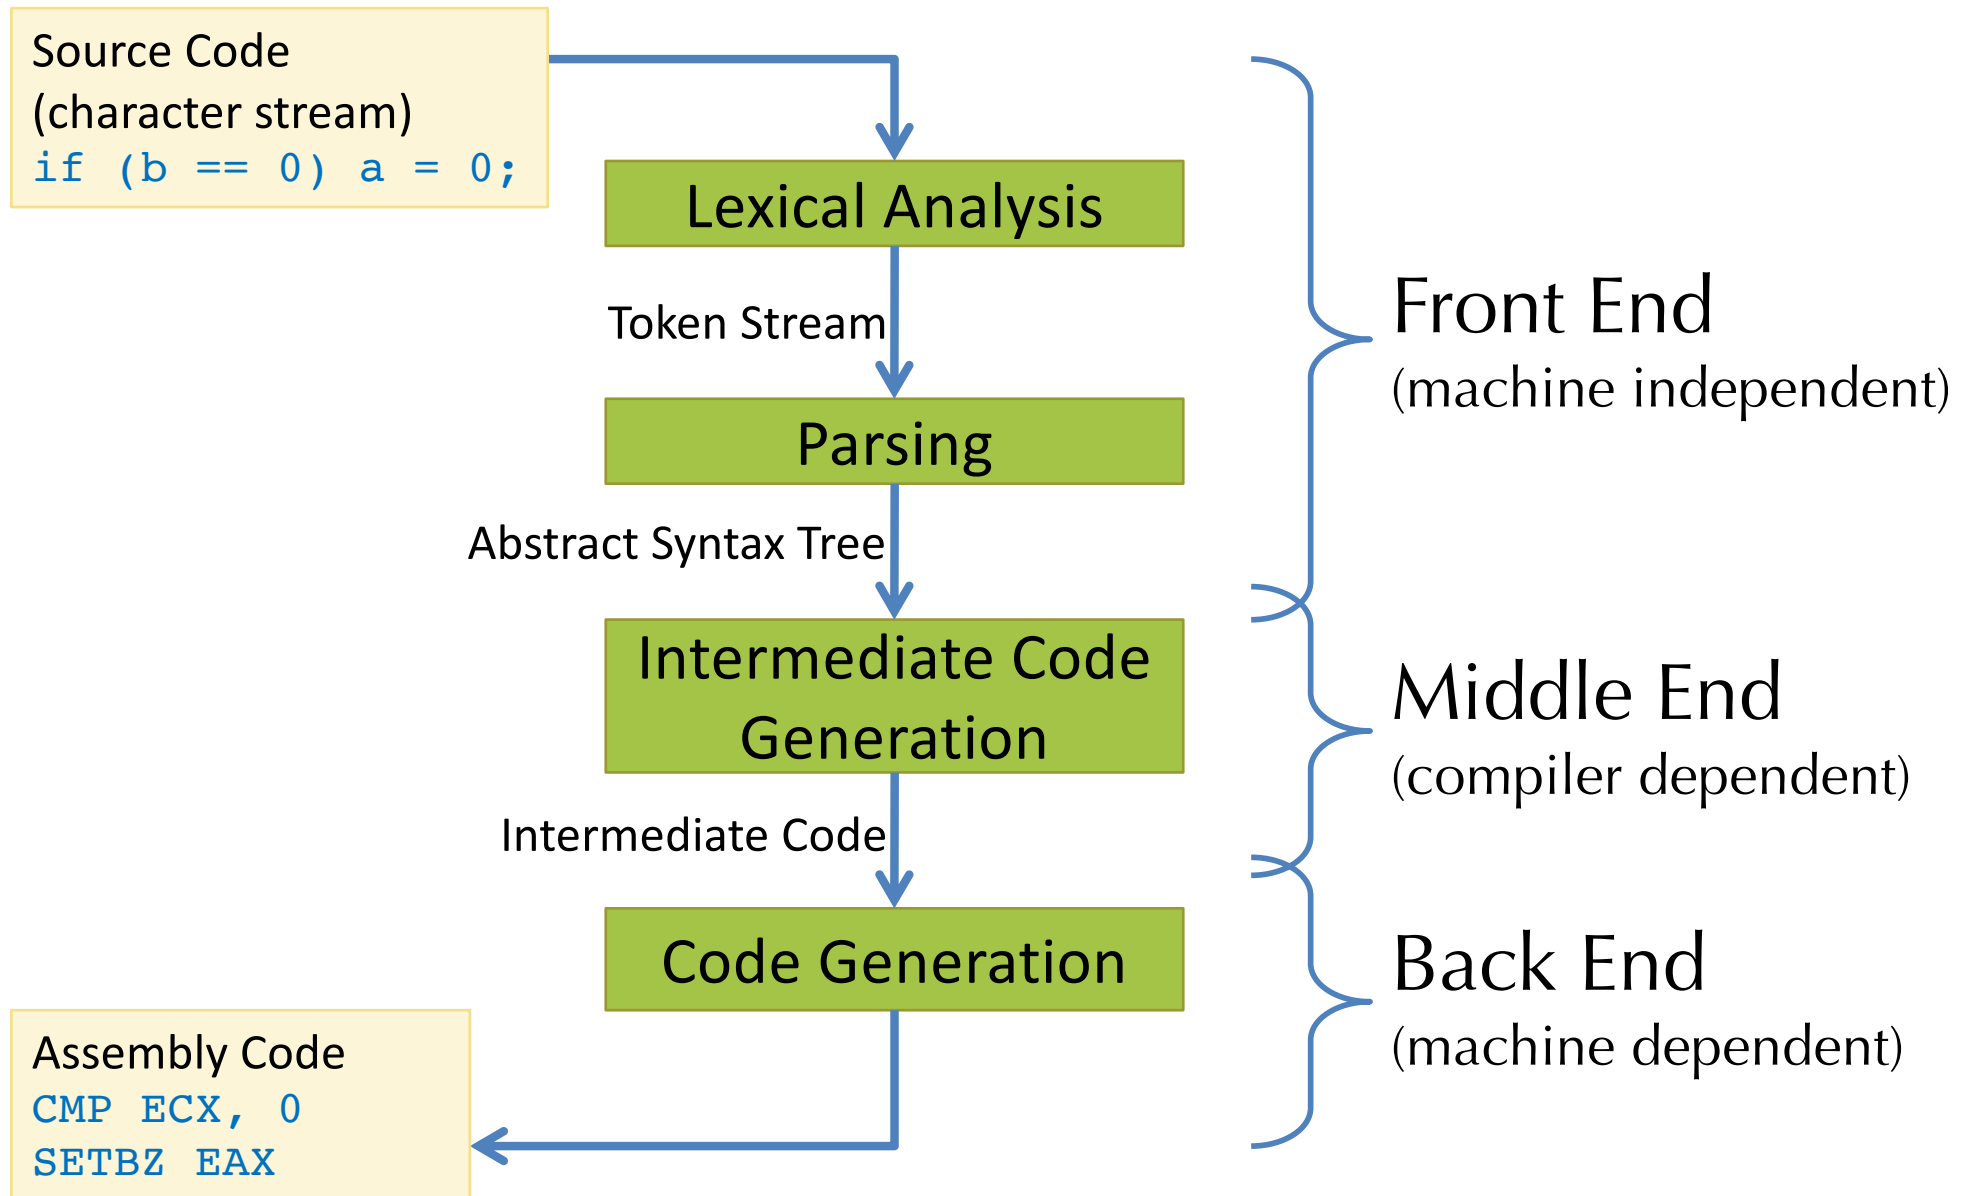 Source Code
(character stream)
if (b == 0) a = 0;
Lexical Analysis
Token Stream
Parsing
Abstract Syntax Tree
Intermediate Code
Generation
Intermediate Code
Code Generation
Assembly Code
CMP ECX, 0
SETBZ EAX
Front End
(machine independent)
Middle End
(compiler dependent)
Back End
(machine dependent)